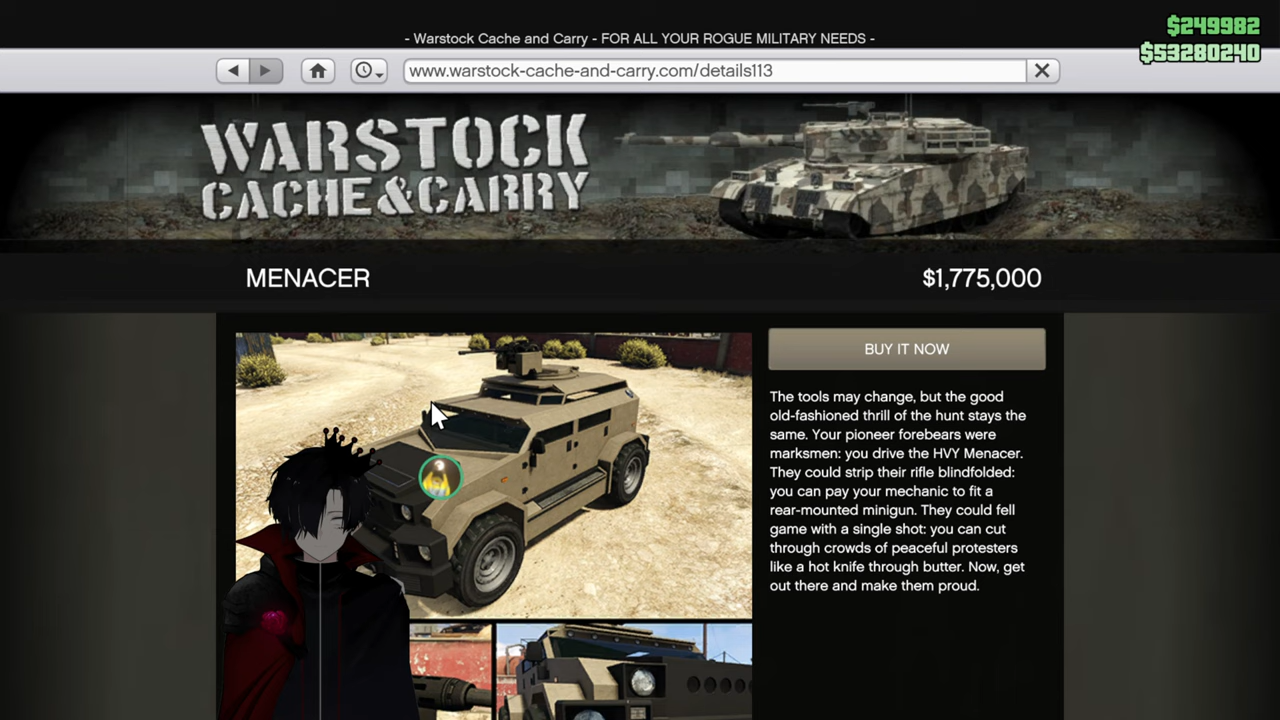 $249982
- Warstock Cache and Carry - FOR ALL YOUR ROGUE MILITARY NEEDS -
$53280240
www.warstock-cache-and-carry.com/details113
WARSTOCK
CACHE&CARRY
MENACER
$1,775,000
BUY IT NOW
The tools may change, but the good
old-fashioned thrill of the hunt stays the
same. Your pioneer forebears were
marksmen: you drive the HVY Menacer.
They could strip their rifle blindfolded:
you can pay your mechanic to fit a
rear-mounted minigun. They could fell
game with a single shot: you can cut
through crowds of peaceful protesters
like a hot knife through butter. Now, get
out there and make them proud.